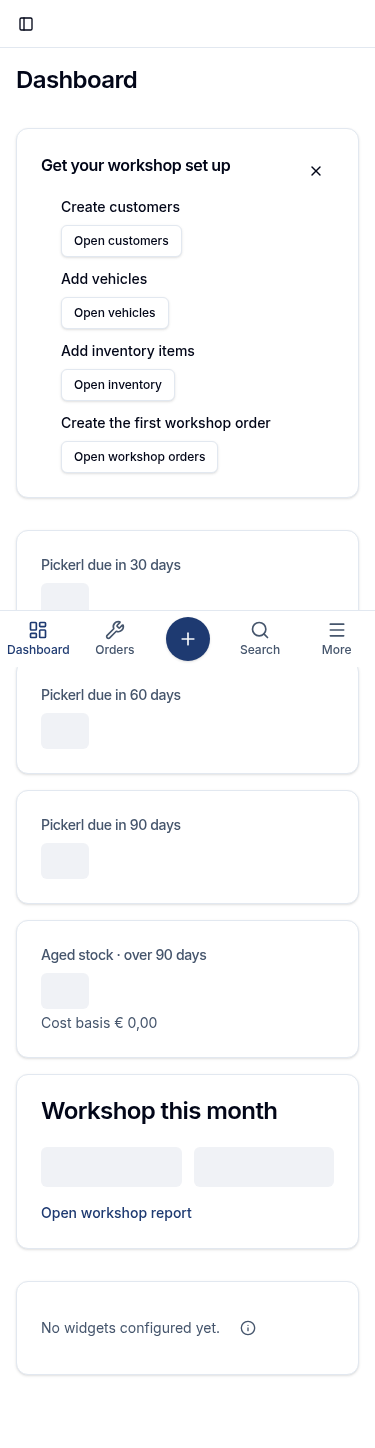 Dashboard
Get your workshop set up
Create customers
Open customers
Add vehicles
Open vehicles
Add inventory items
Open inventory
Create the first workshop order
Open workshop orders
Pickerl due in 30 days
Dashboard
Orders
Search
More
Pickerl due in 60 days
Pickerl due in 90 days
Aged stock · over 90 days
Cost basis € 0,00
Workshop this month
Open workshop report
No widgets configured yet.